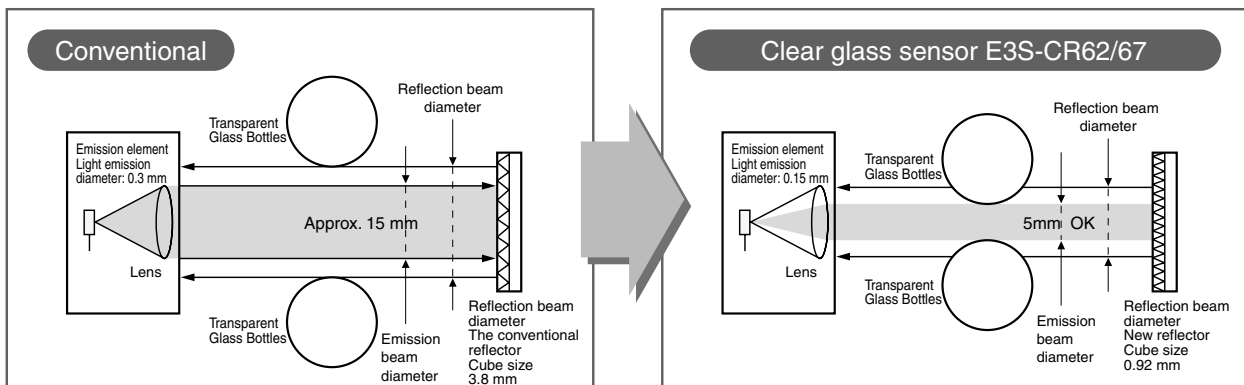 Conventional
Reflection beam
diameter
Transparent
Glass Bottles
Emission element
Light emission
diameter: 0.3 mm
Approx. 15 mm
Lens
Transparent
Glass Bottles
Emission
beam
diameter
Reflection beam
diameter
The conventional
reflector
Cube size
3.8 mm
Clear glass sensor E3S-CR62/67
Reflection beam
diameter
Transparent
Glass Bottles
Emission element
Light emission
diameter: 0.15 mm
5mm OK
Lens
Transparent
Glass Bottles
Emission
beam
diameter
Reflection beam
diameter
New reflector
Cube size
0.92 mm